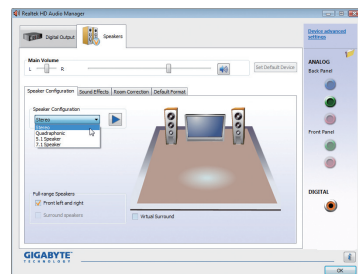 Realtek HD Audio Manager
Digital Output
Speakers
Device advanced
settings
Main Volume
L
R
Set Default Device
ANALOG
Back Panel
Speaker Configuration
Sound Effects
Room Correction
Default Format
Speaker Configuration
Stereo
Stereo
Quadraphonic
5.1 Speaker
7.1 Speaker
Front Panel
Full-range Speakers
Front left and right
Surround speakers
Virtual Surround
DIGITAL
GIGABYTE
TECHNOLOGY
OK